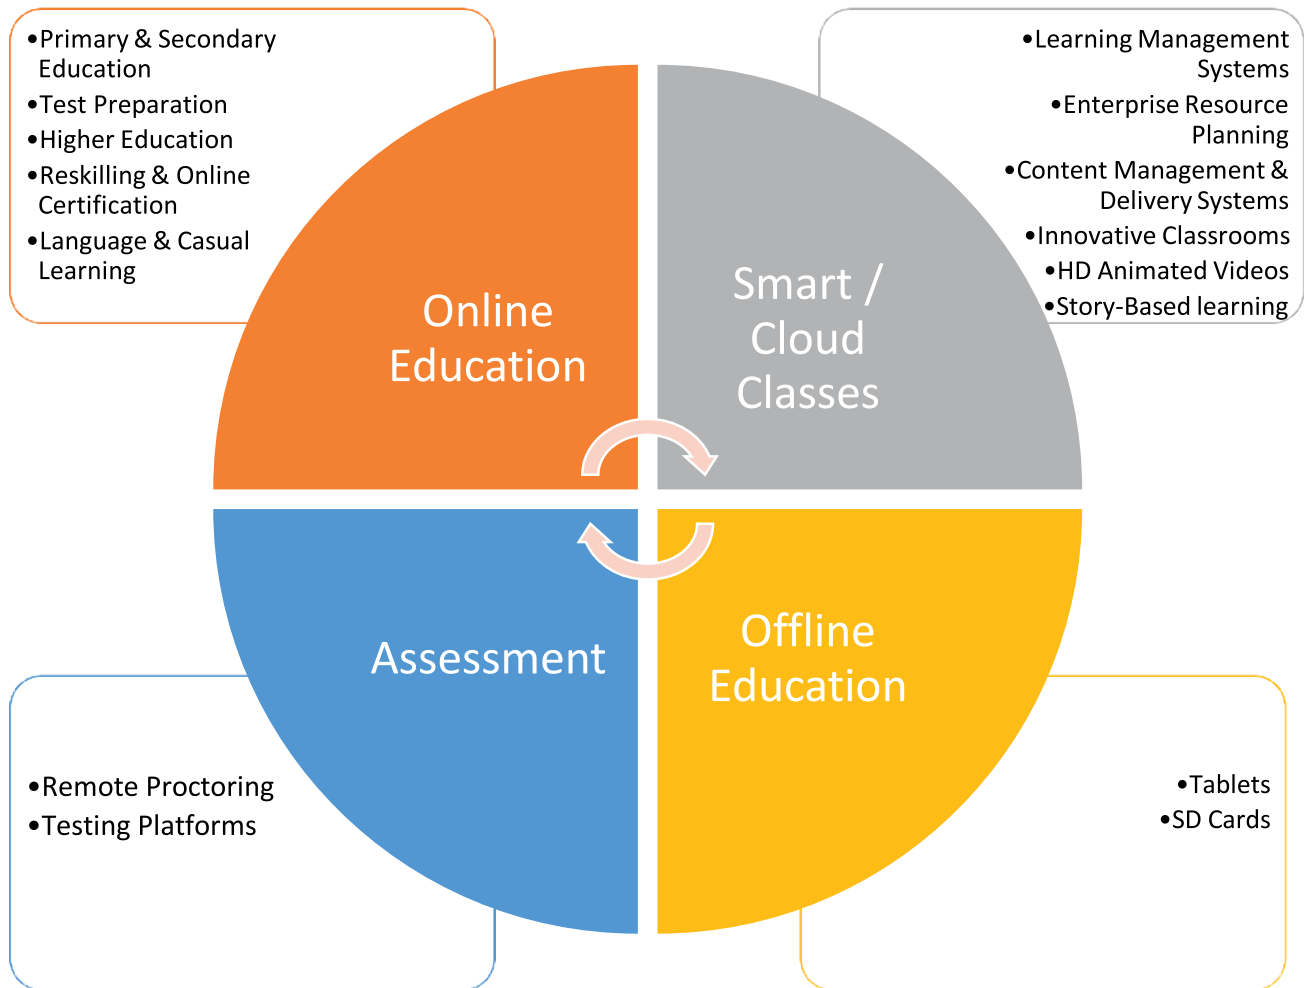 •Primary & Secondary
Education
•Test Preparation
•Higher Education
•Reskilling & Online
Certification
•Language & Casual
Learning
•Learning Management
Systems
•Enterprise Resource
Planning
•Content Management &
Delivery Systems
•Innovative Classrooms
•HD Animated Videos
•Story-Based learning
Online
Education
Smart /
Cloud
Classes
Assessment
Offline
Education
•Remote Proctoring
•Testing Platforms
•Tablets
•SD Cards